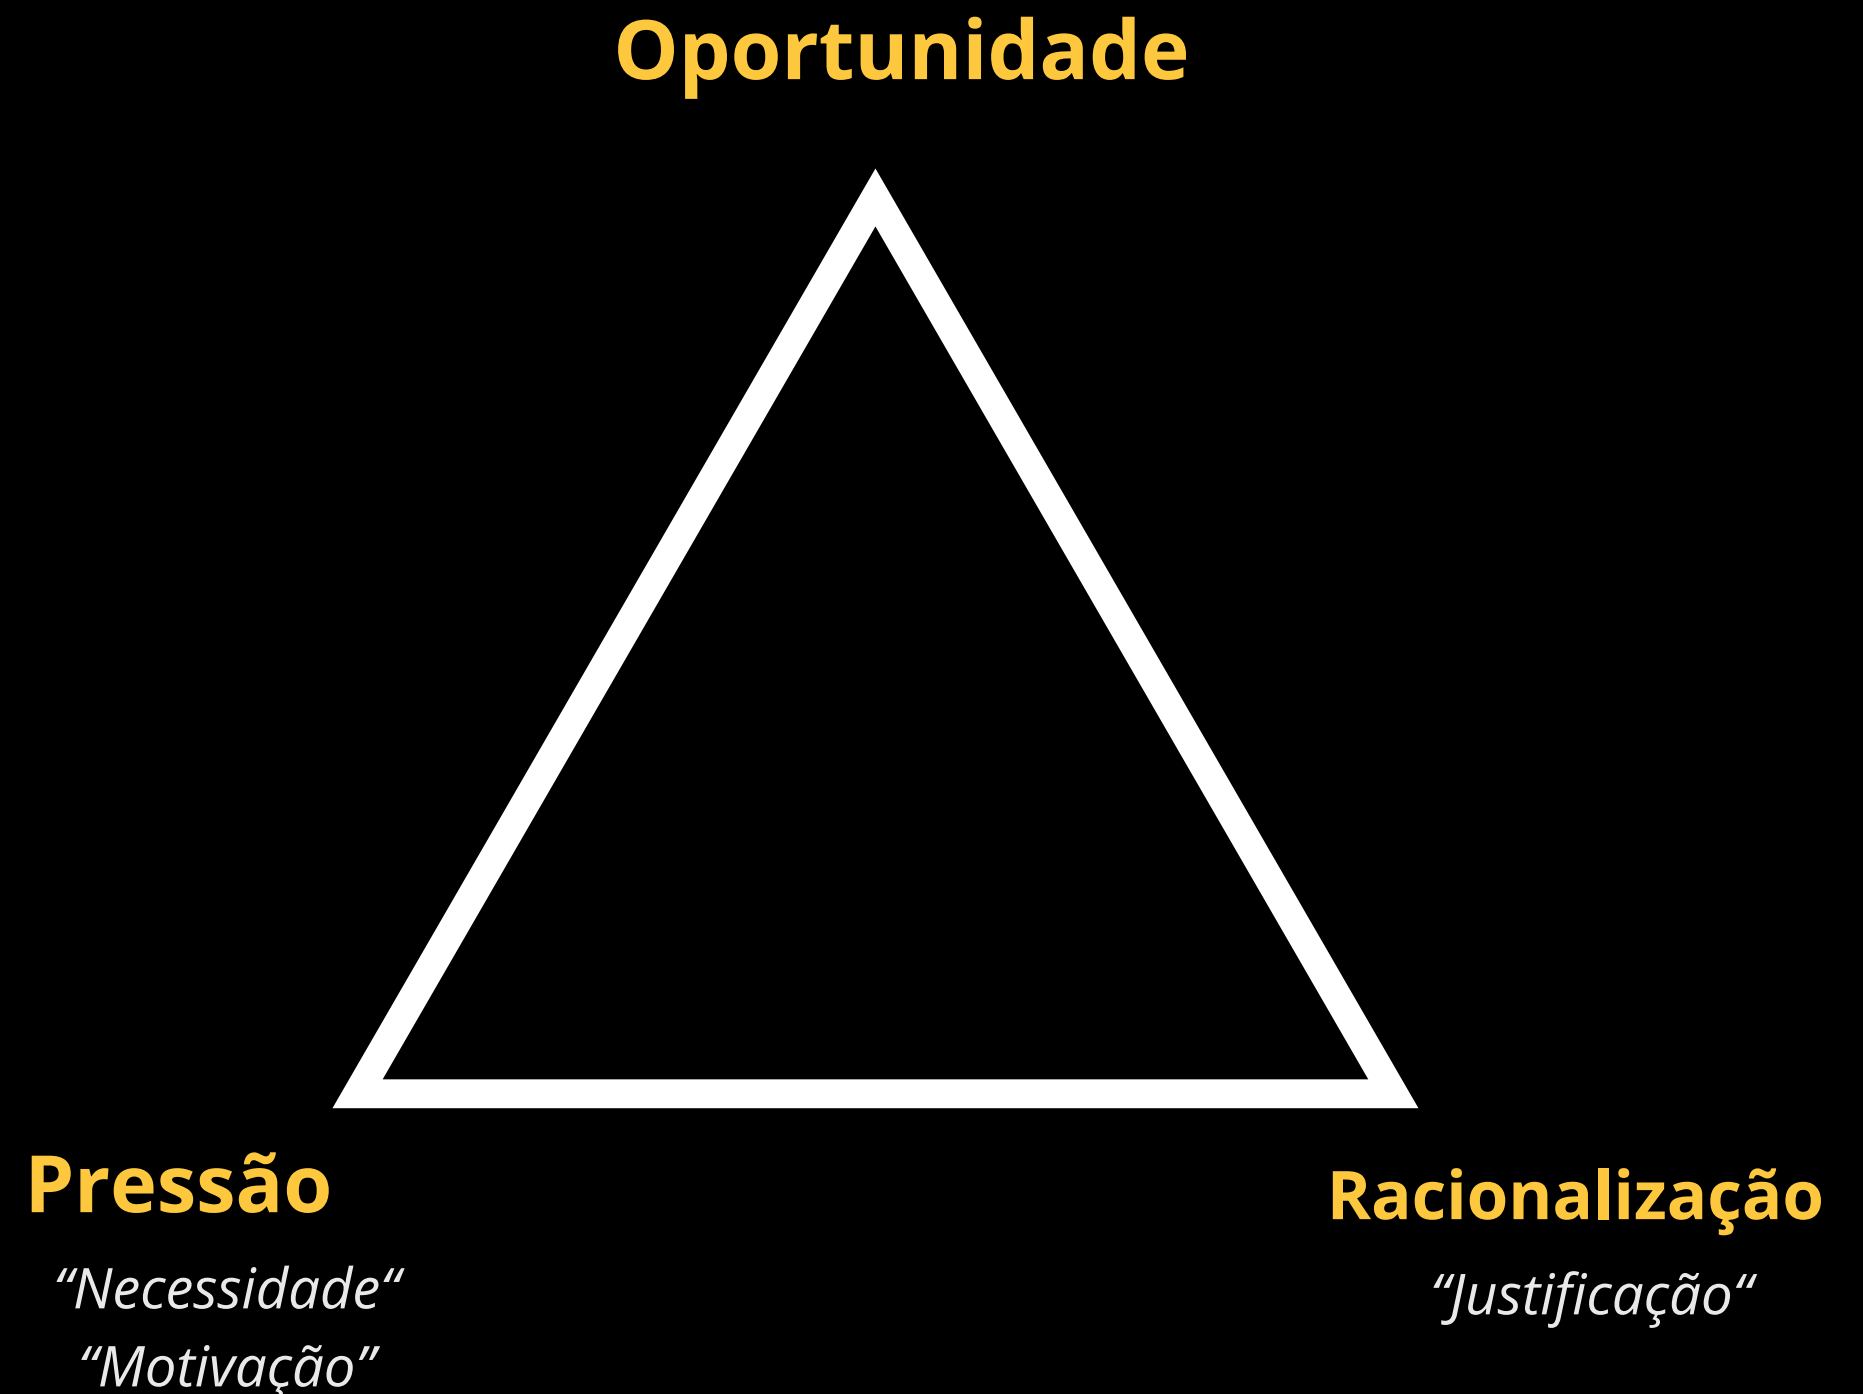 Oportunidade
Pressão
Racionalização
“Necessidade“
“Justificação“
“Motivação”